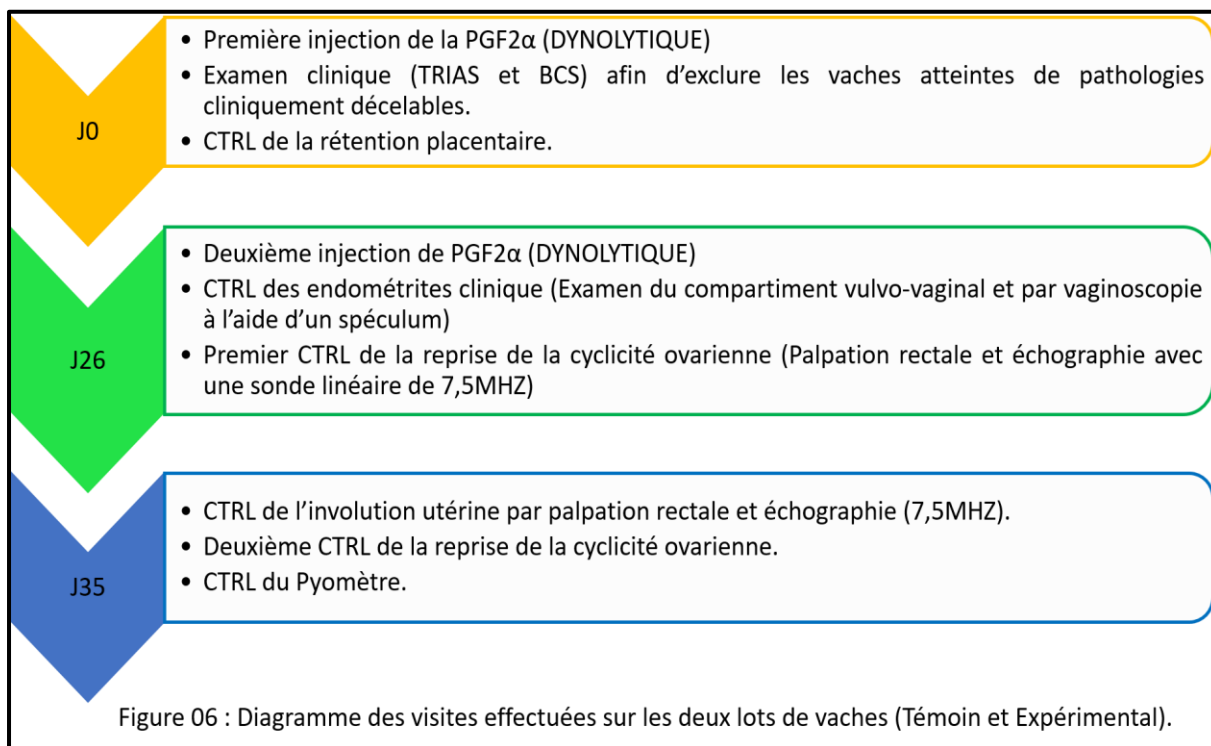 J0
• Première injection de la PGF2α (DYNOLYTIQUE)
• Examen clinique (TRIAS et BCS) afin d’exclure les vaches atteintes de pathologies
cliniquement décelables.
• CTRL de la rétention placentaire.
J26
• Deuxième injection de PGF2α (DYNOLYTIQUE)
• CTRL des endométrites clinique (Examen du compartiment vulvo-vaginal et par vaginoscopie
à l’aide d’un spéculum)
• Premier CTRL de la reprise de la cyclicité ovarienne (Palpation rectale et échographie avec
une sonde linéaire de 7,5MHZ)
J35
• CTRL de l’involution utérine par palpation rectale et échographie (7,5MHZ).
• Deuxième CTRL de la reprise de la cyclicité ovarienne.
• CTRL du Pyomètre.
Figure 06 : Diagramme des visites effectuées sur les deux lots de vaches (Témoin et Expérimental).